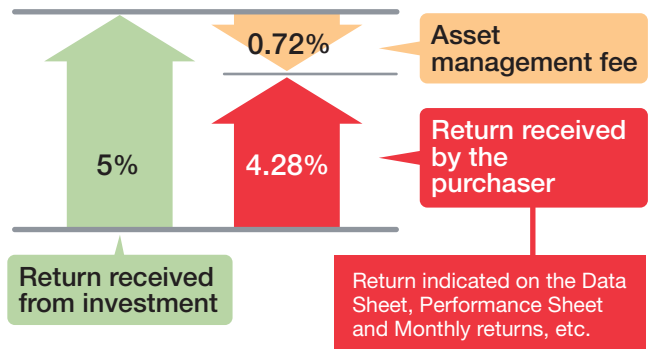 0.72%
Asset
management fee
5%
4.28%
Return received
by the
purchaser
Return received
from investment
Return indicated on the Data
Sheet, Performance Sheet
and Monthly returns, etc.